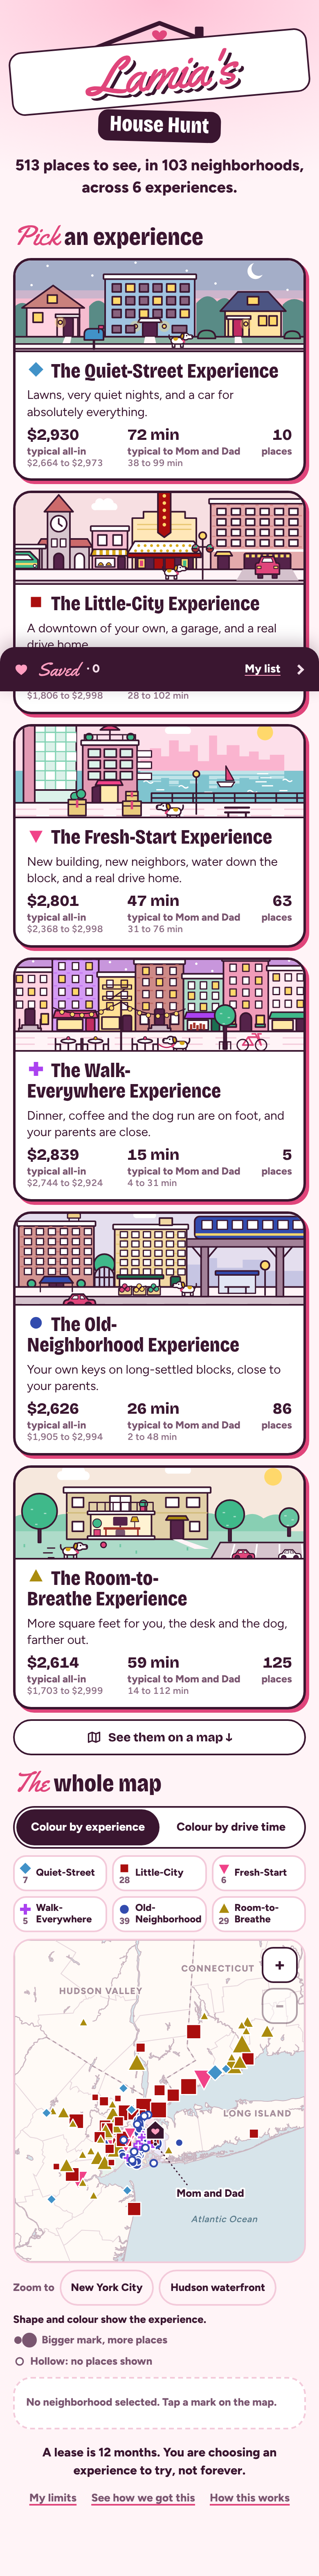 Lamia's
House Hunt
513 places to see, in 103 neighborhoods,
across 6 experiences.
Pick an experience
The Quiet-Street Experience
Lawns, very quiet nights, and a car for
absolutely everything.
$2,930 72 min 10
typical all-in typical to Mom and Dad places
$2,664 to $2,973 38 to 99 min
The Little-City Experience
A downtown of your own, a garage, and a real
drive home.
Saved · 0 My list
$1,806 to $2,998 28 to 102 min
The Fresh-Start Experience
New building, new neighbors, water down the
block, and a real drive home.
$2,801 47 min 63
typical all-in typical to Mom and Dad places
$2,368 to $2,998 31 to 76 min
The Walk-
Everywhere Experience
Dinner, coffee and the dog run are on foot, and
your parents are close.
$2,839 15 min 5
typical all-in typical to Mom and Dad places
$2,744 to $2,924 4 to 31 min
The Old-
Neighborhood Experience
Your own keys on long-settled blocks, close to
your parents.
$2,626 26 min 86
typical all-in typical to Mom and Dad places
$1,905 to $2,994 2 to 48 min
The Room-to-
Breathe Experience
More square feet for you, the desk and the dog,
farther out.
$2,614 59 min 125
typical all-in typical to Mom and Dad places
$1,703 to $2,999 14 to 112 min
See them on a map ↓
The whole map
Colour by experience Colour by drive time
Quiet-Street
7
Little-City
28
Fresh-Start
6
Walk-
Everywhere
5
Old-
Neighborhood
39
Room-to-
Breathe
29
CONNECTICUT
HUDSON VALLEY
+
−
LONG ISLAND
Mom and Dad
Atlantic Ocean
Zoom to New York City Hudson waterfront
Shape and colour show the experience.
Bigger mark, more places
Hollow: no places shown
No neighborhood selected. Tap a mark on the map.
A lease is 12 months. You are choosing an
experience to try, not forever.
My limits See how we got this How this works